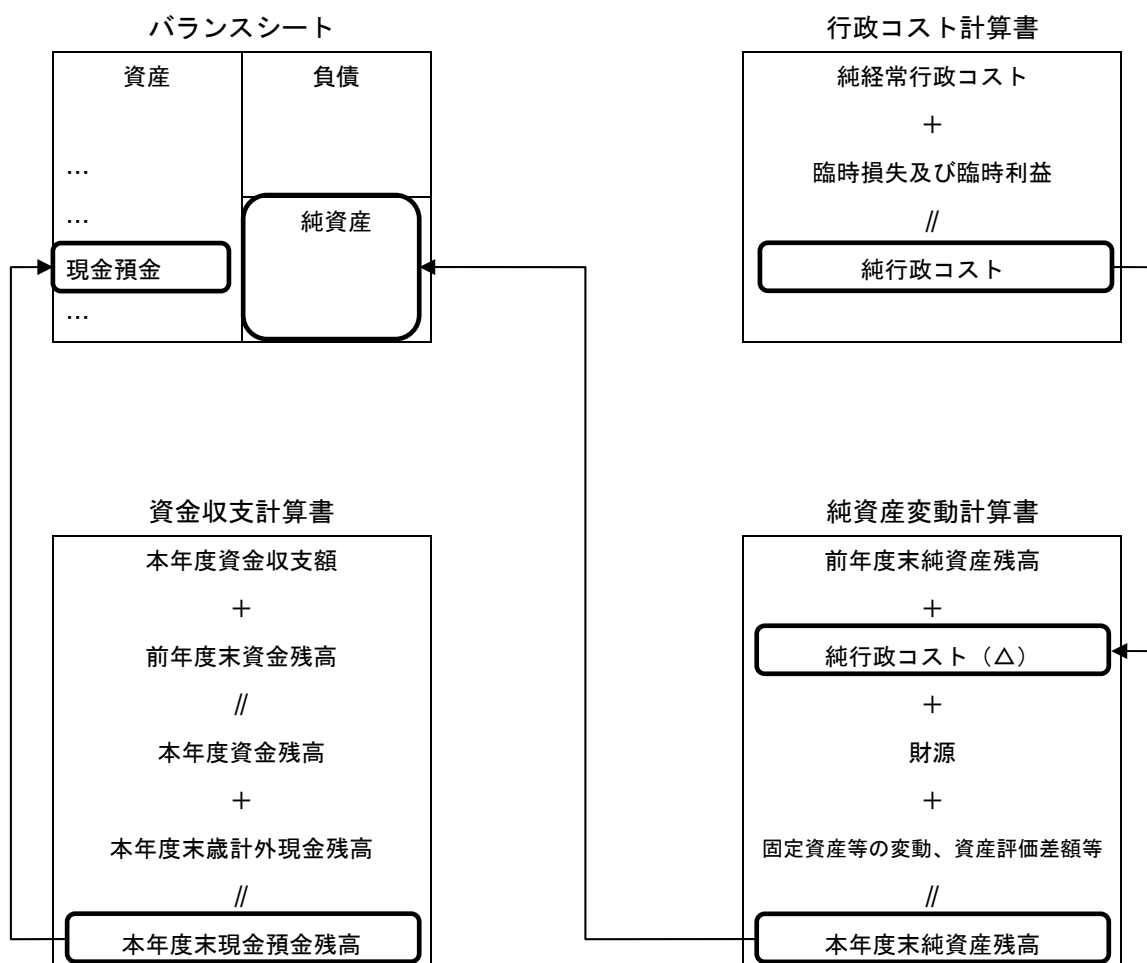 バランスシート
資産
負債
…
…
純資産
現金預金
…
行政コスト計算書
純経常行政コスト
＋
臨時損失及び臨時利益
//
純行政コスト
資金収支計算書
本年度資金収支額
＋
前年度末資金残高
//
本年度資金残高
＋
本年度末歳計外現金残高
//
本年度末現金預金残高
純資産変動計算書
前年度末純資産残高
＋
純行政コスト（△）
＋
財源
＋
固定資産等の変動、資産評価差額等
//
本年度末純資産残高